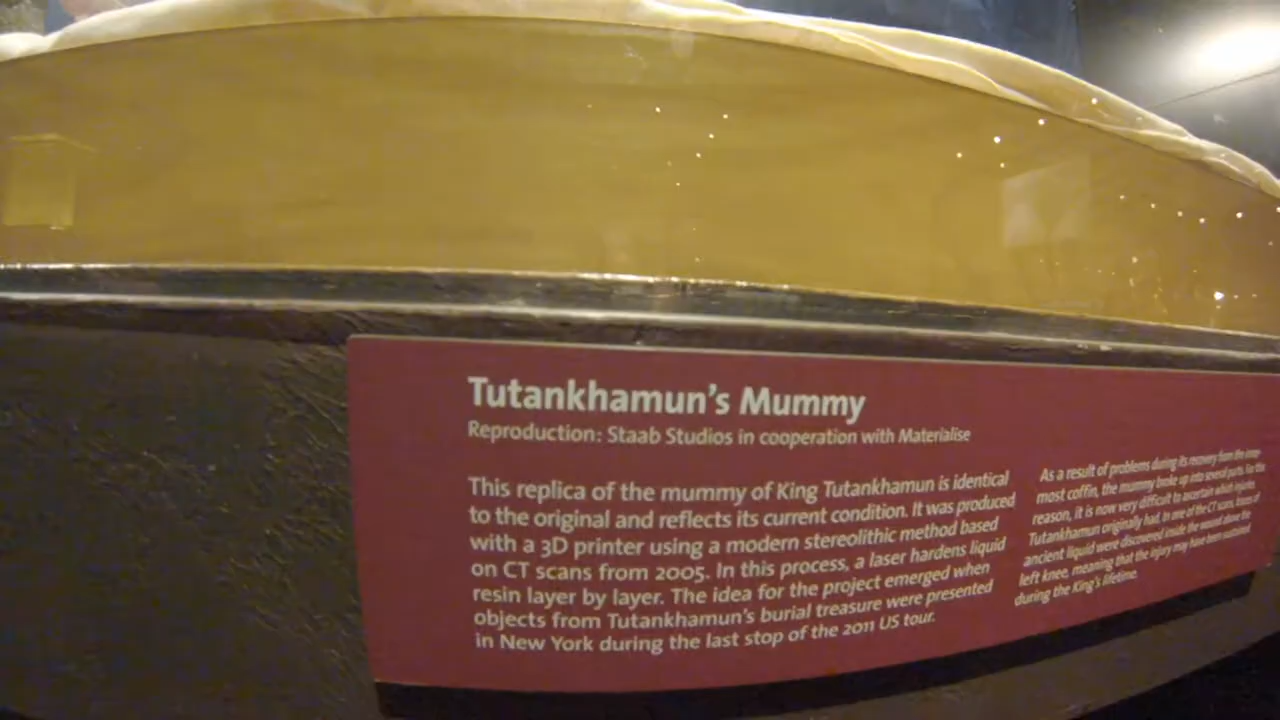 Tutankhamun's Mummy
Reproduction: Staab Studios in cooperation with Materialise
This replica of the mummy of King Tutankhamun is identical
to the original and reflects its current condition. It was produced
with a 3D printer using a modern stereolithic method based
on CT scans from 2005. In this process, a laser hardens liquid
resin layer by layer. The idea for the project emerged when
objects from Tutankhamun's burial treasure were presented
in New York during the last stop of the 2011 US tour.
As a result of problems during its recovery from the inner-
most coffin, the mummy broke up into several parts. For this
reason, it is now very difficult to ascertain which injuries
Tutankhamun originally had. In one of the CT scans, traces of
ancient liquid were discovered inside the wound above the
left knee, meaning that the injury may have been sustained
during the King's lifetime.